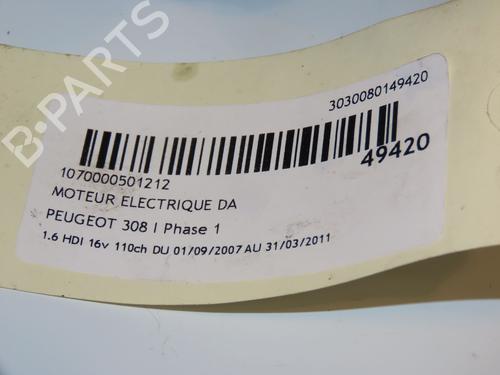 B-PARTS
3030080149420
49420
1070000501212
MOTEUR ELECTRIQUE DA
PEUGEOT 308 I Phase 1
1.6 HDI 16v 110ch DU 01/09/2007 AU 31/03/2011